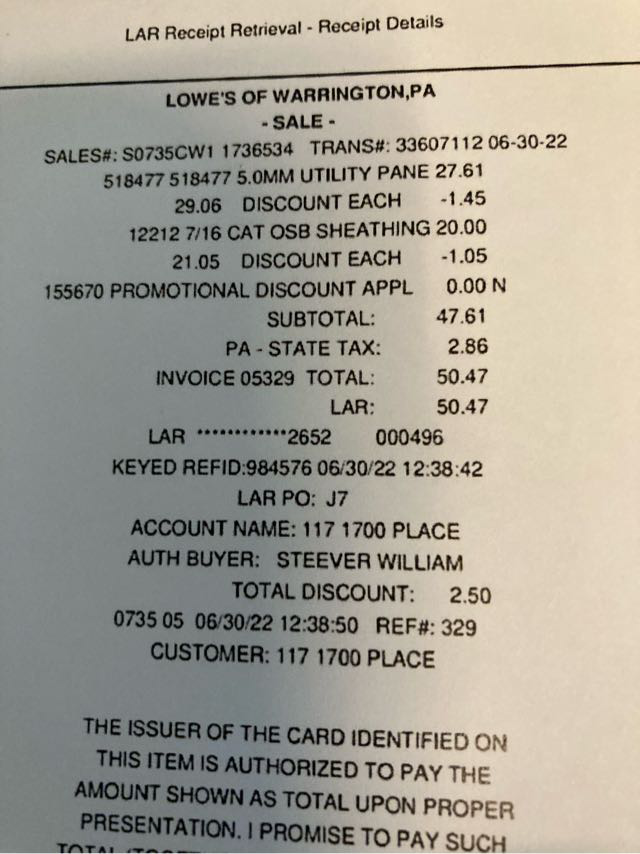 LAR Receipt Retrieval - Receipt Details
LOWE'S OF WARRINGTON,PA
- SALE -
SALES#: S0735CW1 1736534 TRANS#: 33607112 06-30-22
518477 518477 5.0MM UTILITY PANE 27.61
29.06 DISCOUNT EACH -1.45
12212 7/16 CAT OSB SHEATHING 20.00
21.05 DISCOUNT EACH -1.05
155670 PROMOTIONAL DISCOUNT APPL 0.00 N
SUBTOTAL: 47.61
PA - STATE TAX: 2.86
INVOICE 05329 TOTAL: 50.47
LAR: 50.47
LAR ************2652 000496
KEYED REFID:984576 06/30/22 12:38:42
LAR PO: J7
ACCOUNT NAME: 117 1700 PLACE
AUTH BUYER: STEEVER WILLIAM
TOTAL DISCOUNT: 2.50
0735 05 06/30/22 12:38:50 REF#: 329
CUSTOMER: 117 1700 PLACE
THE ISSUER OF THE CARD IDENTIFIED ON
THIS ITEM IS AUTHORIZED TO PAY THE
AMOUNT SHOWN AS TOTAL UPON PROPER
PRESENTATION. I PROMISE TO PAY SUCH
TOTAL